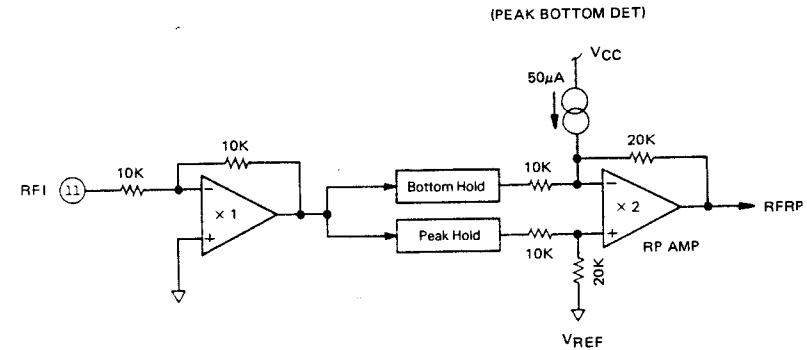 (PEAK BOTTOM DET)
VCC
50μA
10K
20K
10K
10K
RFI 11
−
× 1
+
Bottom Hold
−
× 2
+
RFRP
Peak Hold
10K
RP AMP
20K
VREF